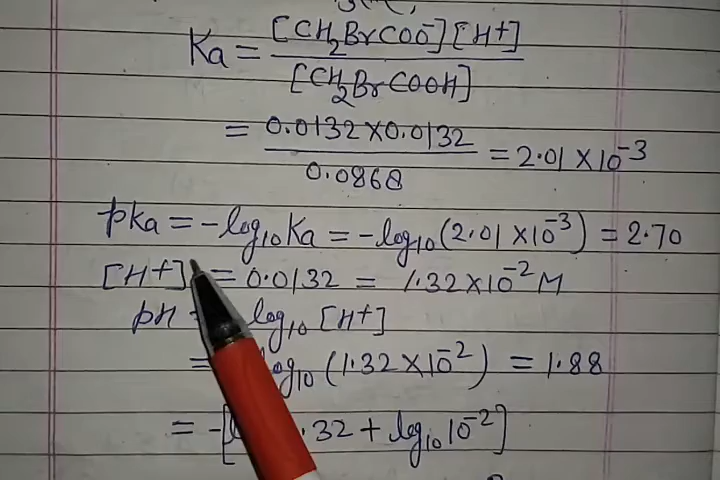 Ka = [CH₂BrCOO⁻][H+] / [CH₂BrCOOH]
= 0.0132 × 0.0132 / 0.0868 = 2.01 × 10⁻³
pKa = -log₁₀Ka = -log₁₀(2.01 × 10⁻³) = 2.70
[H+] = 0.0132 = 1.32 × 10⁻² M
pH = log₁₀ [H+]
= log₁₀ (1.32 × 10⁻²) = 1.88
= -[ .32 + log₁₀ 10⁻²]